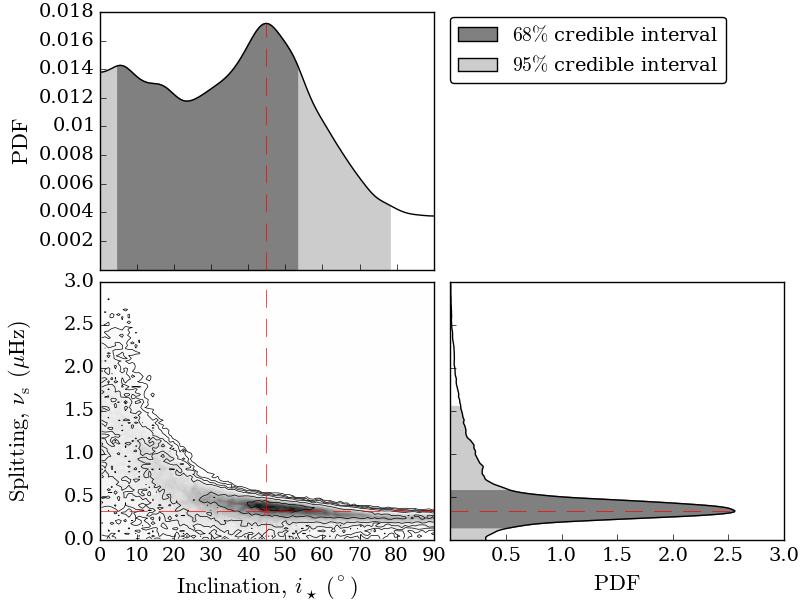 0.018
0.016
0.014
0.012
0.01
0.008
0.006
0.004
0.002
PDF
68% credible interval
95% credible interval
3.0
2.5
2.0
1.5
1.0
0.5
0.0
Splitting, νs (μHz)
0 10 20 30 40 50 60 70 80 90
Inclination, i⋆ (°)
0.5 1.0 1.5 2.0 2.5 3.0
PDF